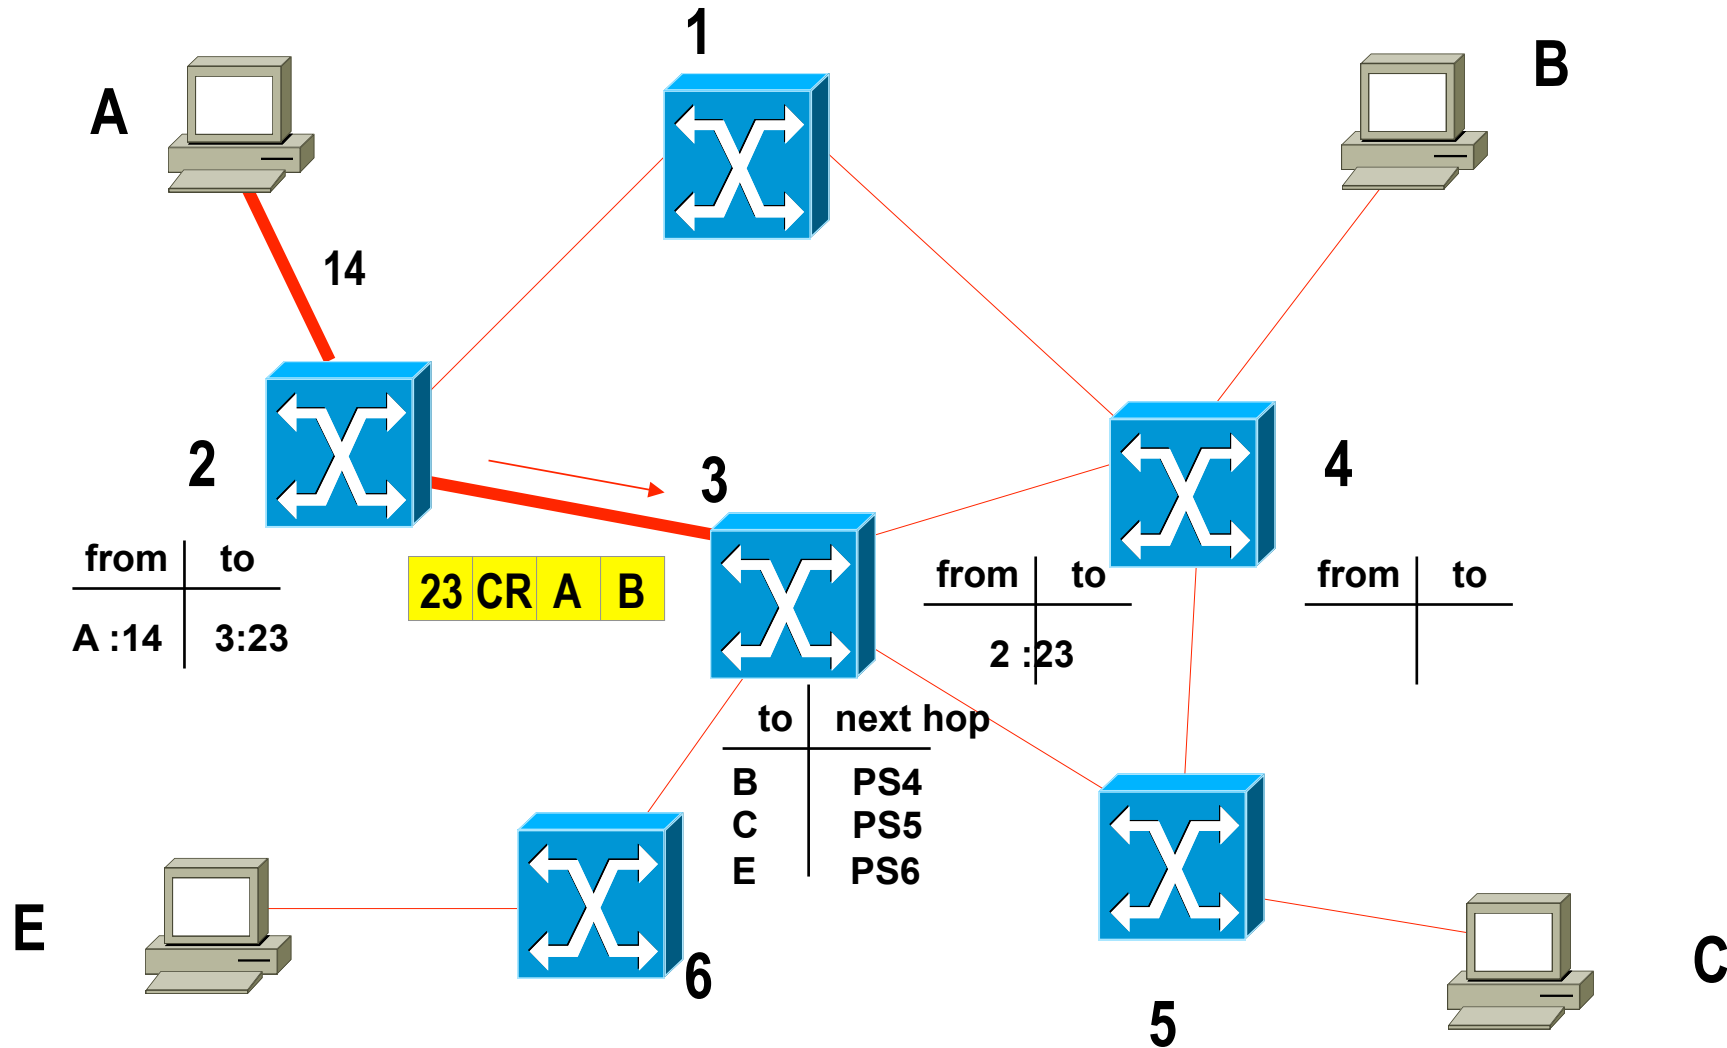 1
A
B
14
2
3
4
from to
A :14 3:23
23 CR A B
from to
2 :23
from to
to next hop
B PS4
C PS5
E PS6
E
6
5
C